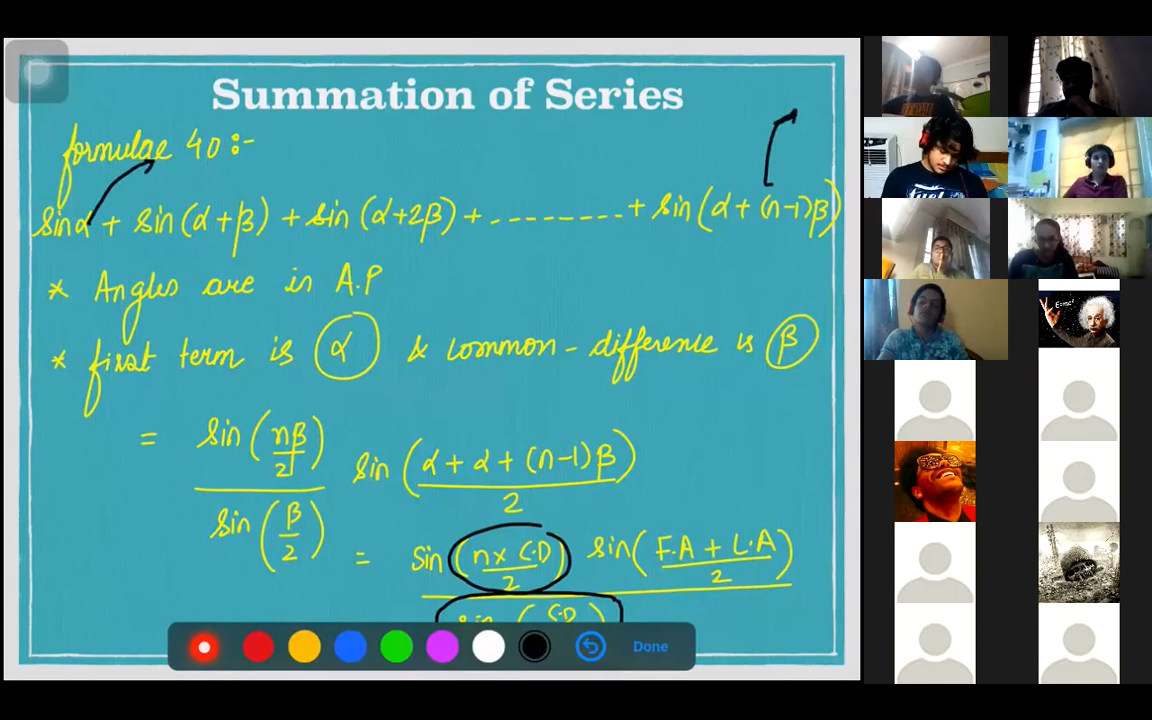 Summation of Series
formulae 40 :-
sinα + sin(α+β) + sin(α+2β) + --------- + sin(α + (n-1)β)
* Angles are in A.P
* first term is α & common-difference is β
= sin(nβ/2) / sin(β/2) sin(α + α + (n-1)β / 2)
= sin(n× C.D / 2) sin(F.A + L.A / 2)
sin (C.D
Done